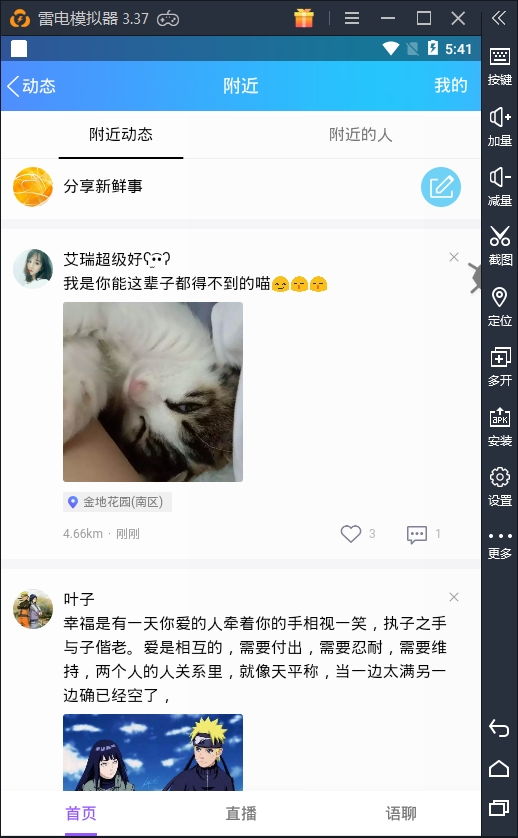 雷电模拟器 3.37
5:41
动态
附近
我的
附近动态
附近的人
分享新鲜事
艾瑞超级好ʕ•̫͡•ʔ
我是你能这辈子都得不到的喵😊😙😙
金地花园(南区)
4.66km · 刚刚
3
1
叶子
幸福是有一天你爱的人牵着你的手相视一笑，执子之手
与子偕老。爱是相互的，需要付出，需要忍耐，需要维
持，两个人的人关系里，就像天平称，当一边太满另一
边确已经空了，
首页
直播
语聊
按键
加量
减量
截图
定位
多开
APK
安装
设置
更多